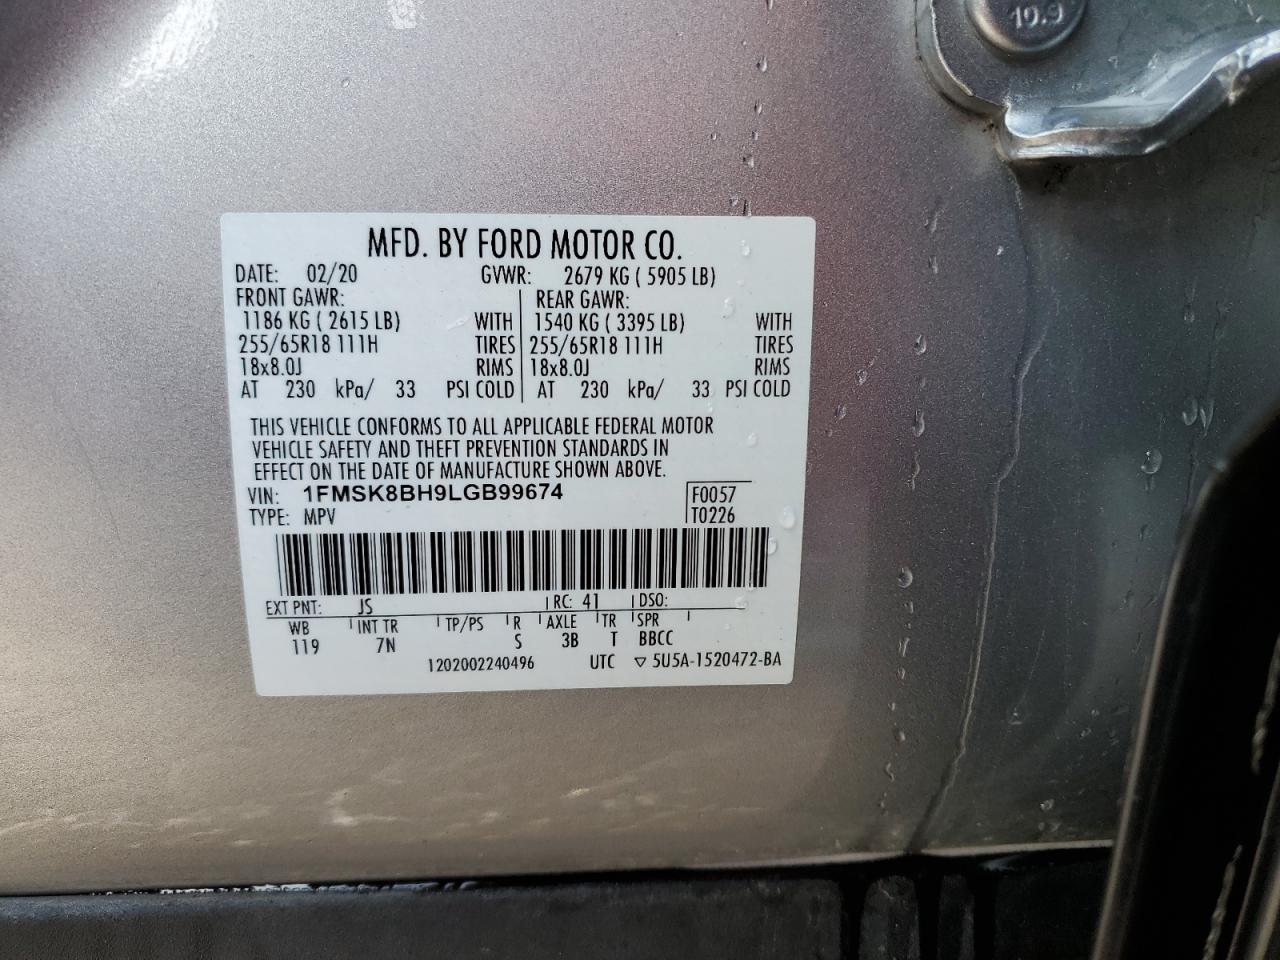 10.9
MFD. BY FORD MOTOR CO.
DATE: 02/20 GVWR: 2679 KG ( 5905 LB)
FRONT GAWR: REAR GAWR:
1186 KG ( 2615 LB) WITH 1540 KG ( 3395 LB) WITH
255/65R18 111H TIRES 255/65R18 111H TIRES
18x8.0J RIMS 18x8.0J RIMS
AT 230 kPa/ 33 PSI COLD AT 230 kPa/ 33 PSI COLD
THIS VEHICLE CONFORMS TO ALL APPLICABLE FEDERAL MOTOR
VEHICLE SAFETY AND THEFT PREVENTION STANDARDS IN
EFFECT ON THE DATE OF MANUFACTURE SHOWN ABOVE.
VIN: 1FMSK8BH9LGB99674 F0057
TYPE: MPV T0226
EXT PNT: JS RC: 41 DSO:
WB INT TR TP/PS R AXLE TR SPR
119 7N S 3B T BBCC
1202002240496 UTC ▽ 5U5A-1520472-BA